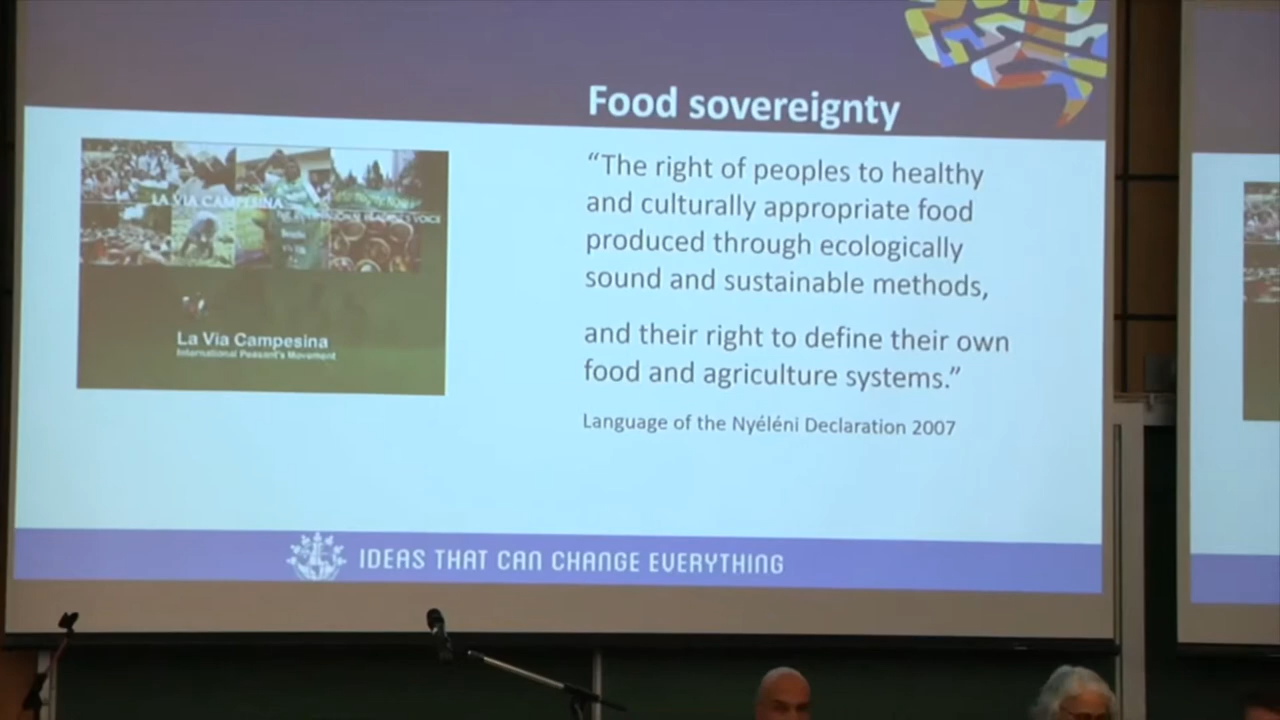 Food sovereignty
LA VIA CAMPESINA
VOICE
La Via Campesina
International Peasant's Movement
“The right of peoples to healthy
and culturally appropriate food
produced through ecologically
sound and sustainable methods,
and their right to define their own
food and agriculture systems.”
Language of the Nyéléni Declaration 2007
IDEAS THAT CAN CHANGE EVERYTHING